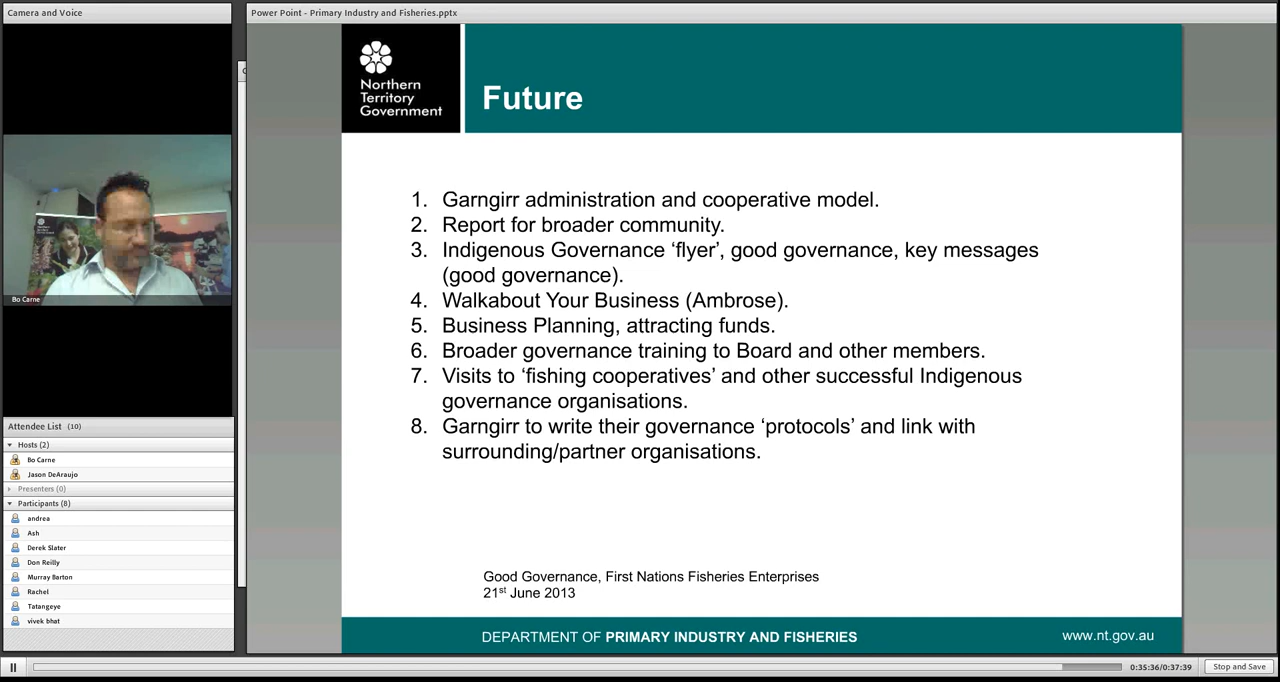 Camera and Voice
Bo Carne
Attendee List (10)
Hosts (2)
Bo Carne
Jason DeAraujo
Presenters (0)
Participants (8)
andrea
Ash
Derek Slater
Don Reilly
Murray Barton
Rachel
Tatangeye
vivek bhat
Power Point - Primary Industry and Fisheries.pptx
Northern
Territory
Government
Future
1. Garngirr administration and cooperative model.
2. Report for broader community.
3. Indigenous Governance ‘flyer’, good governance, key messages
(good governance).
4. Walkabout Your Business (Ambrose).
5. Business Planning, attracting funds.
6. Broader governance training to Board and other members.
7. Visits to ‘fishing cooperatives’ and other successful Indigenous
governance organisations.
8. Garngirr to write their governance ‘protocols’ and link with
surrounding/partner organisations.
Good Governance, First Nations Fisheries Enterprises
21st June 2013
DEPARTMENT OF PRIMARY INDUSTRY AND FISHERIES
www.nt.gov.au
0:35:36/0:37:39
Stop and Save